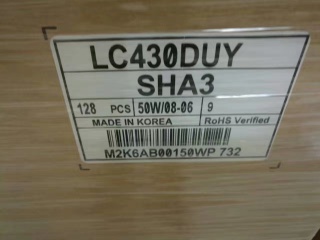 LC430DUY
SHA3
128 PCS 50W/08-06 9
MADE IN KOREA RoHS Verified
M2K6AB00150WP 732